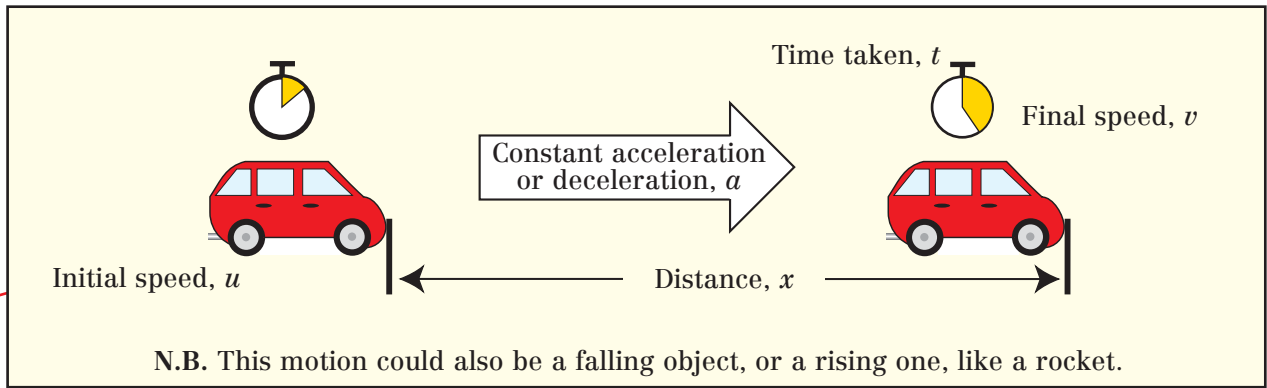 Time taken, t
Final speed, v
Constant acceleration
or deceleration, a
Initial speed, u
Distance, x
N.B. This motion could also be a falling object, or a rising one, like a rocket.